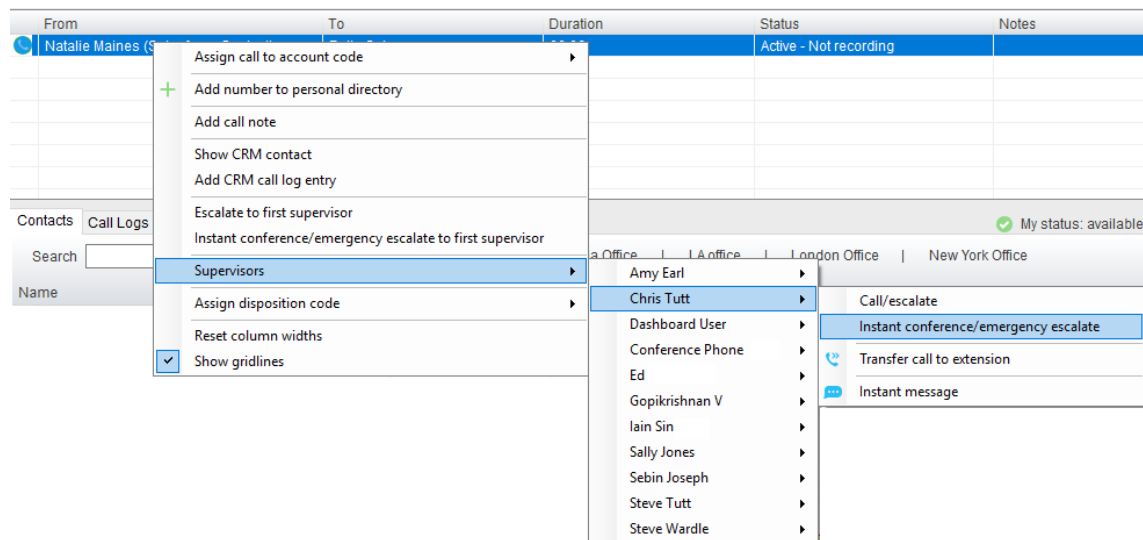 From To Duration Status Notes
Natalie Maines Active - Not recording
Assign call to account code
Add number to personal directory
Add call note
Show CRM contact
Add CRM call log entry
Escalate to first supervisor
Contacts Call Logs My status: available
Instant conference/emergency escalate to first supervisor
Search Office | LA office | London Office | New York Office
Supervisors
Name
Assign disposition code
Reset column widths
Show gridlines
Amy Earl
Chris Tutt
Dashboard User
Conference Phone
Ed
Gopikrishnan V
Iain Sin
Sally Jones
Sebin Joseph
Steve Tutt
Steve Wardle
Call/escalate
Instant conference/emergency escalate
Transfer call to extension
Instant message